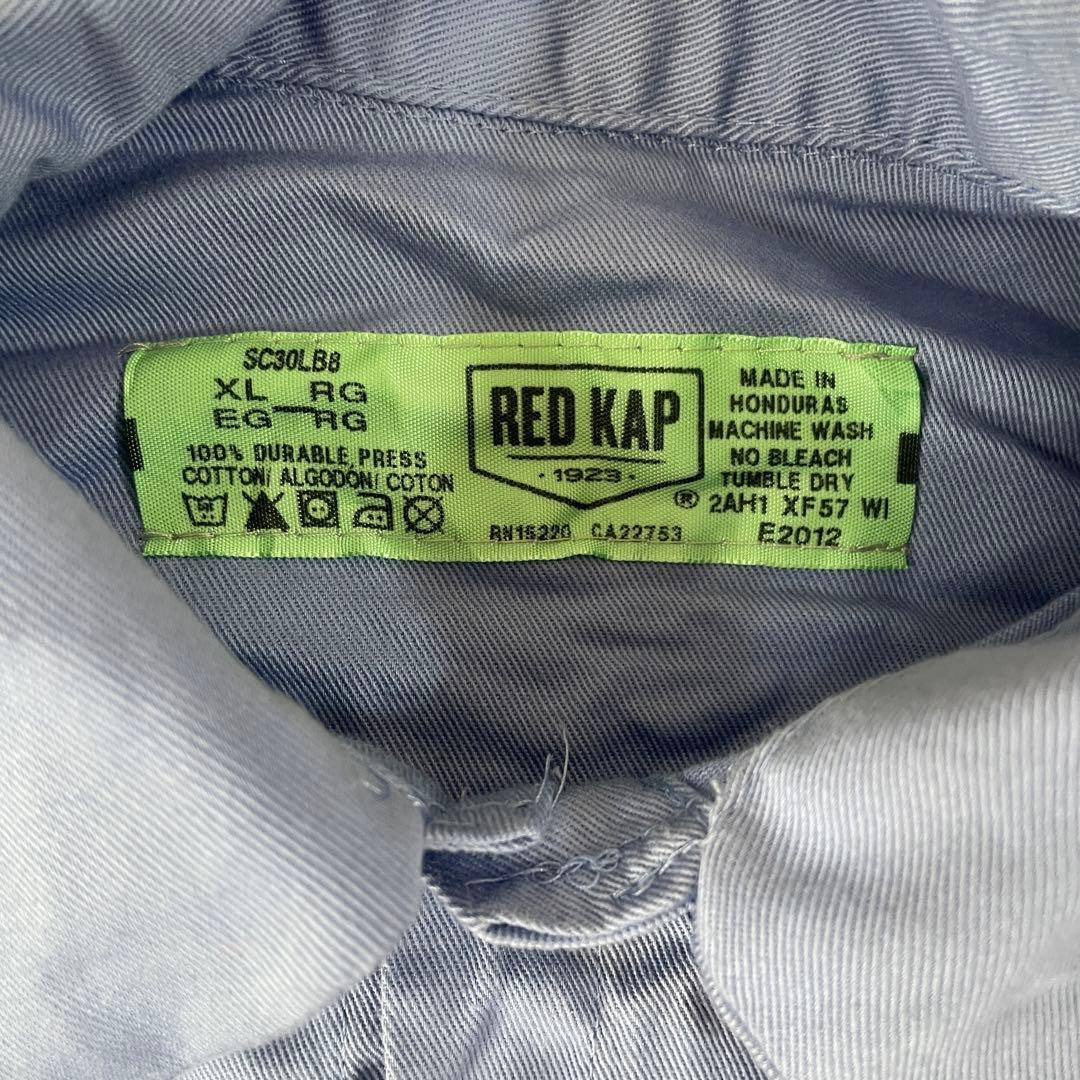 SC30LB8
XL RG
EG RG
100% DURABLE PRESS
COTTON/ ALGODON/ COTON
RED KAP
· 1923 ·
®
RN15220 CA22753
MADE IN
HONDURAS
MACHINE WASH
NO BLEACH
TUMBLE DRY
2AH1 XF57 WI
E2012